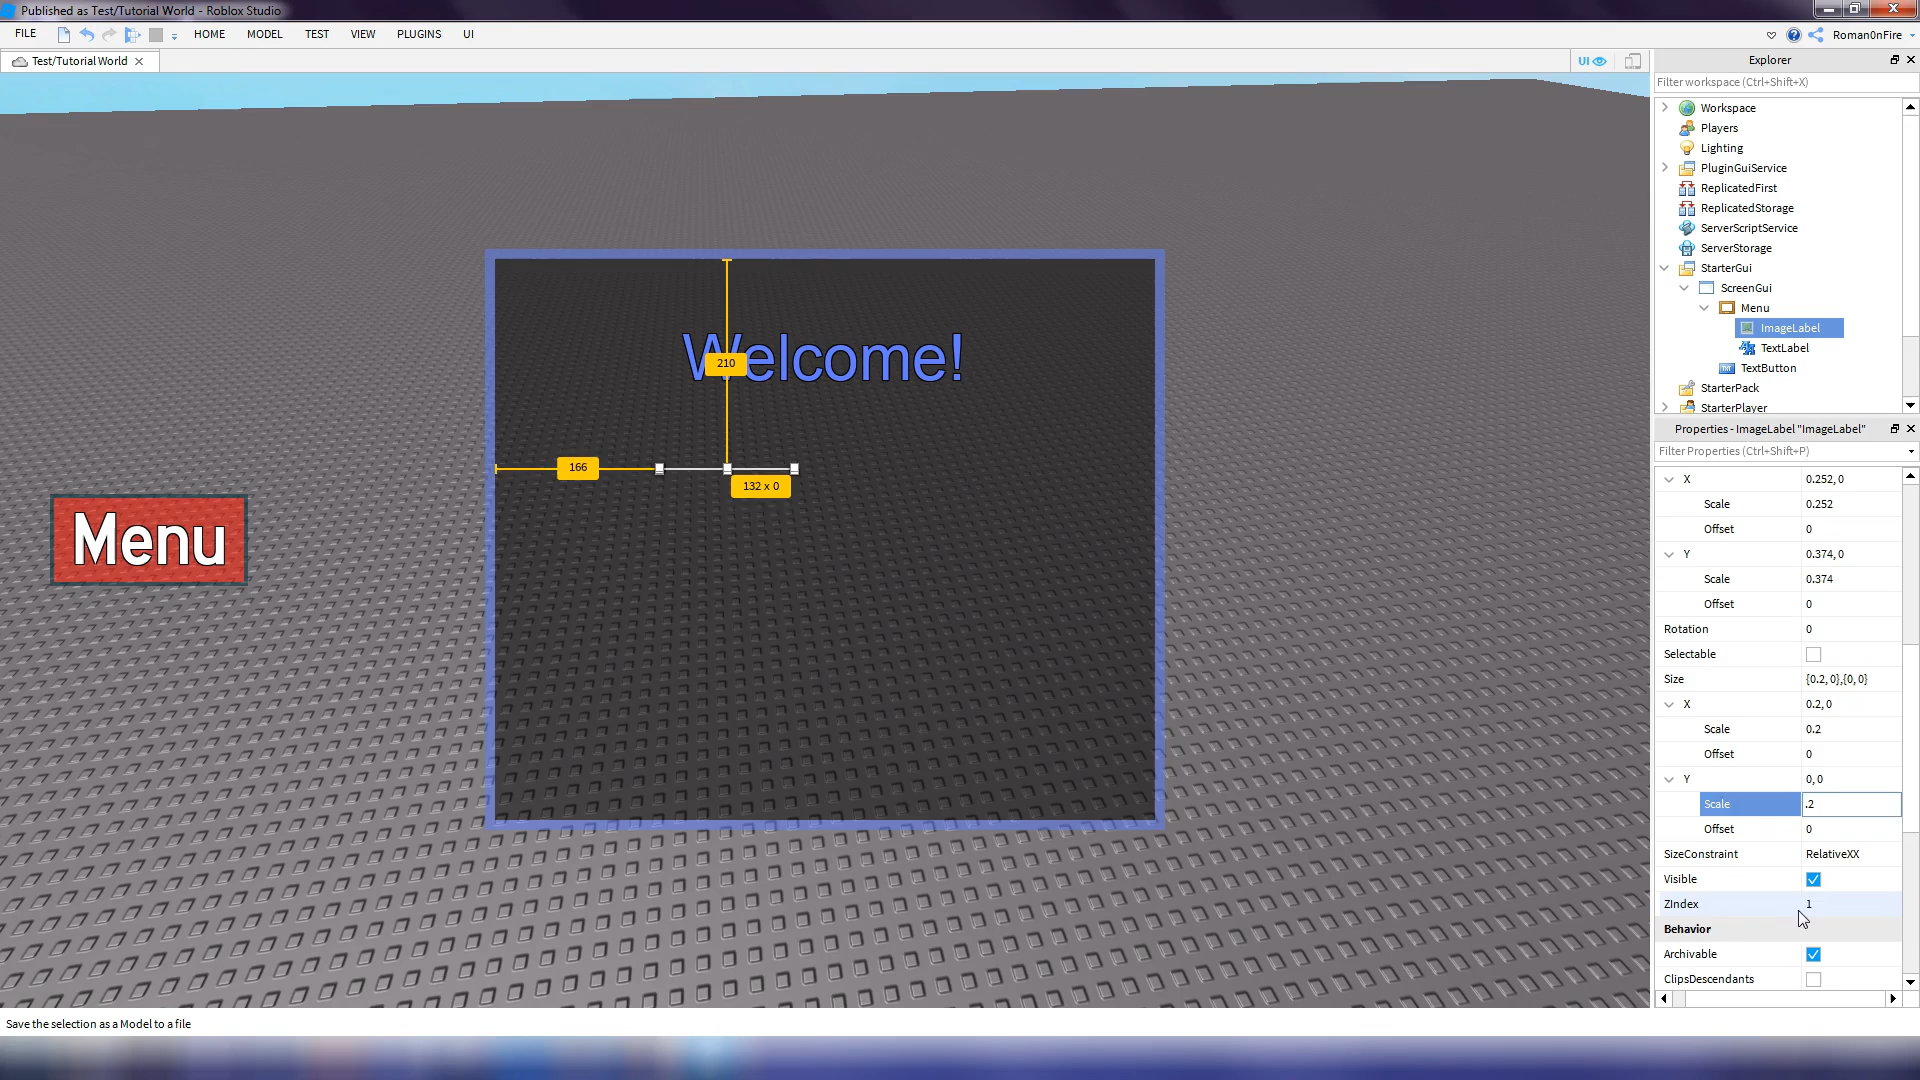 Published as Test/Tutorial World - Roblox Studio
FILE HOME MODEL TEST VIEW PLUGINS UI Roman0nFire
Test/Tutorial World UI
Explorer
Filter workspace (Ctrl+Shift+X)
Workspace
Players
Lighting
PluginGuiService
ReplicatedFirst
ReplicatedStorage
ServerScriptService
ServerStorage
StarterGui
ScreenGui
Menu
ImageLabel
TextLabel
TXT TextButton
StarterPack
StarterPlayer
Welcome!
210
166
132 x 0
Menu
Properties - ImageLabel "ImageLabel"
Filter Properties (Ctrl+Shift+P)
X 0.252, 0
Scale 0.252
Offset 0
Y 0.374, 0
Scale 0.374
Offset 0
Rotation 0
Selectable
Size {0.2, 0},{0, 0}
X 0.2, 0
Scale 0.2
Offset 0
Y 0, 0
Scale .2
Offset 0
SizeConstraint RelativeXX
Visible
ZIndex 1
Behavior
Archivable
ClipsDescendants
Save the selection as a Model to a file